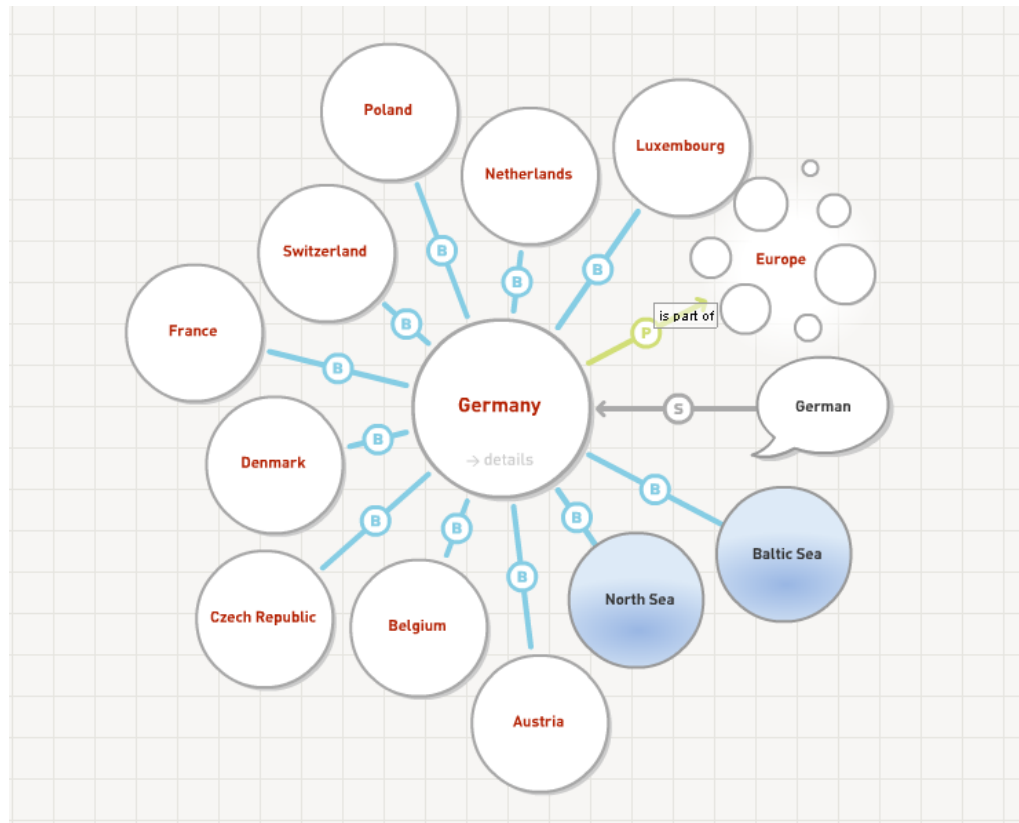 Poland
Luxembourg
Netherlands
Switzerland
B
B
Europe
B
B
is part of
B
P
France
B
Germany
German
S
B
Denmark
→ details
B
B
B
B
Baltic Sea
B
North Sea
Czech Republic
Belgium
Austria